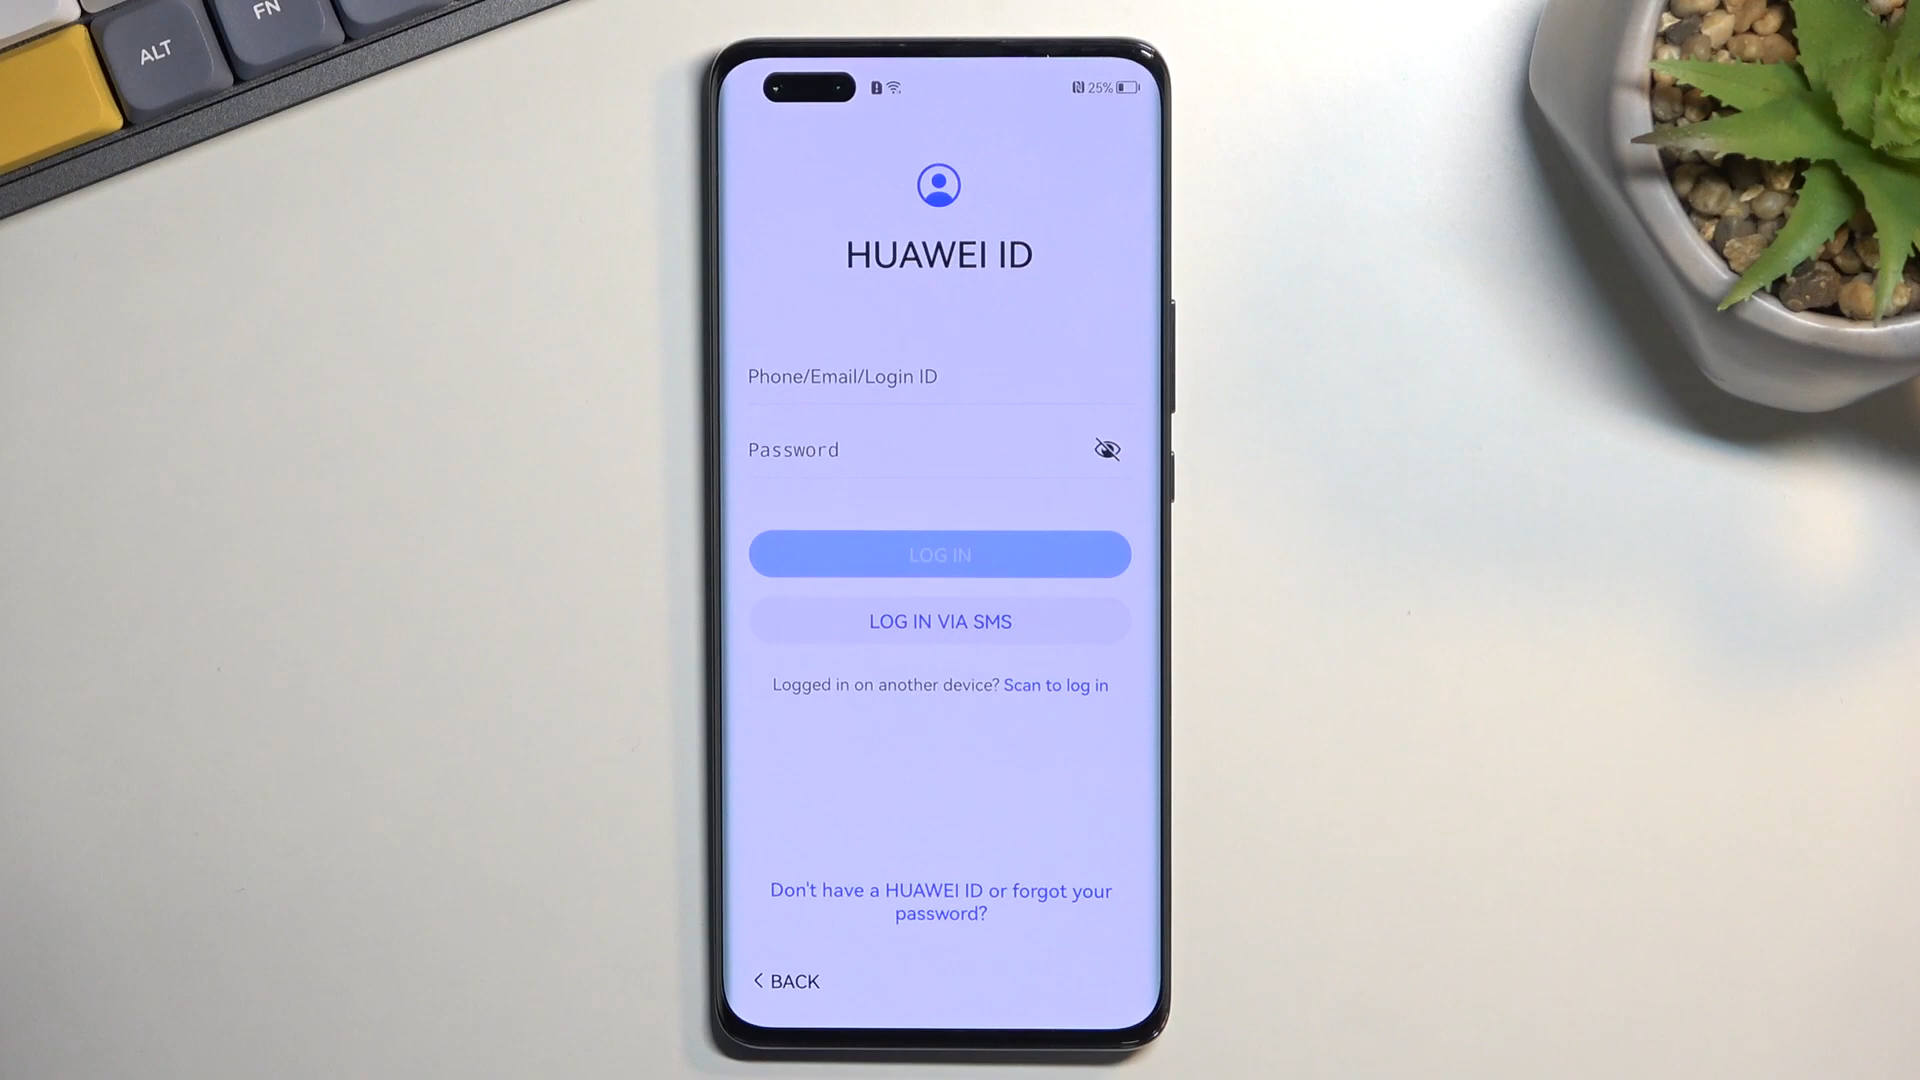 ALT
FN
25%
HUAWEI ID
Phone/Email/Login ID
Password
LOG IN
LOG IN VIA SMS
Logged in on another device? Scan to log in
Don't have a HUAWEI ID or forgot your
password?
< BACK